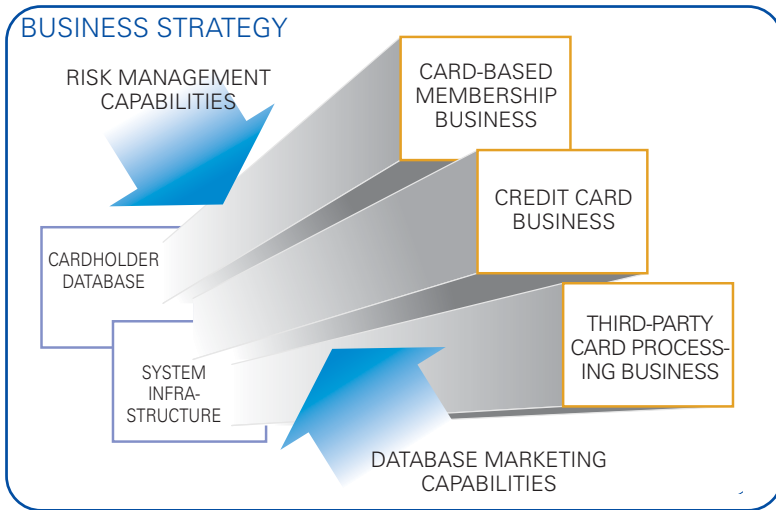 BUSINESS STRATEGY
RISK MANAGEMENT
CAPABILITIES
CARD-BASED
MEMBERSHIP
BUSINESS
CREDIT CARD
BUSINESS
CARDHOLDER
DATABASE
THIRD-PARTY
CARD PROCESS-
ING BUSINESS
SYSTEM
INFRA-
STRUCTURE
DATABASE MARKETING
CAPABILITIES